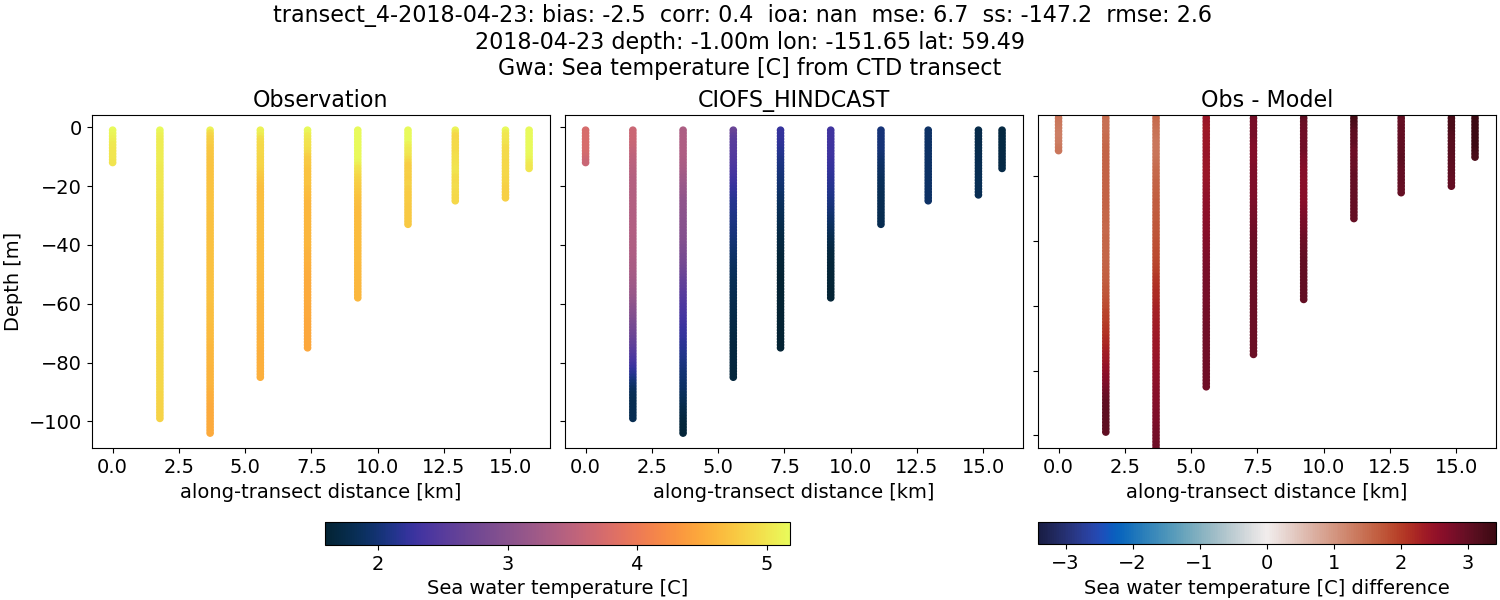 transect_4-2018-04-23: bias: -2.5 corr: 0.4 ioa: nan mse: 6.7 ss: -147.2 rmse: 2.6
2018-04-23 depth: -1.00m lon: -151.65 lat: 59.49
Gwa: Sea temperature [C] from CTD transect
Observation
CIOFS_HINDCAST
Obs - Model
Depth [m]
0
−20
−40
−60
−80
−100
0.0 2.5 5.0 7.5 10.0 12.5 15.0
0.0 2.5 5.0 7.5 10.0 12.5 15.0
0.0 2.5 5.0 7.5 10.0 12.5 15.0
along-transect distance [km]
along-transect distance [km]
along-transect distance [km]
2 3 4 5
Sea water temperature [C]
−3 −2 −1 0 1 2 3
Sea water temperature [C] difference